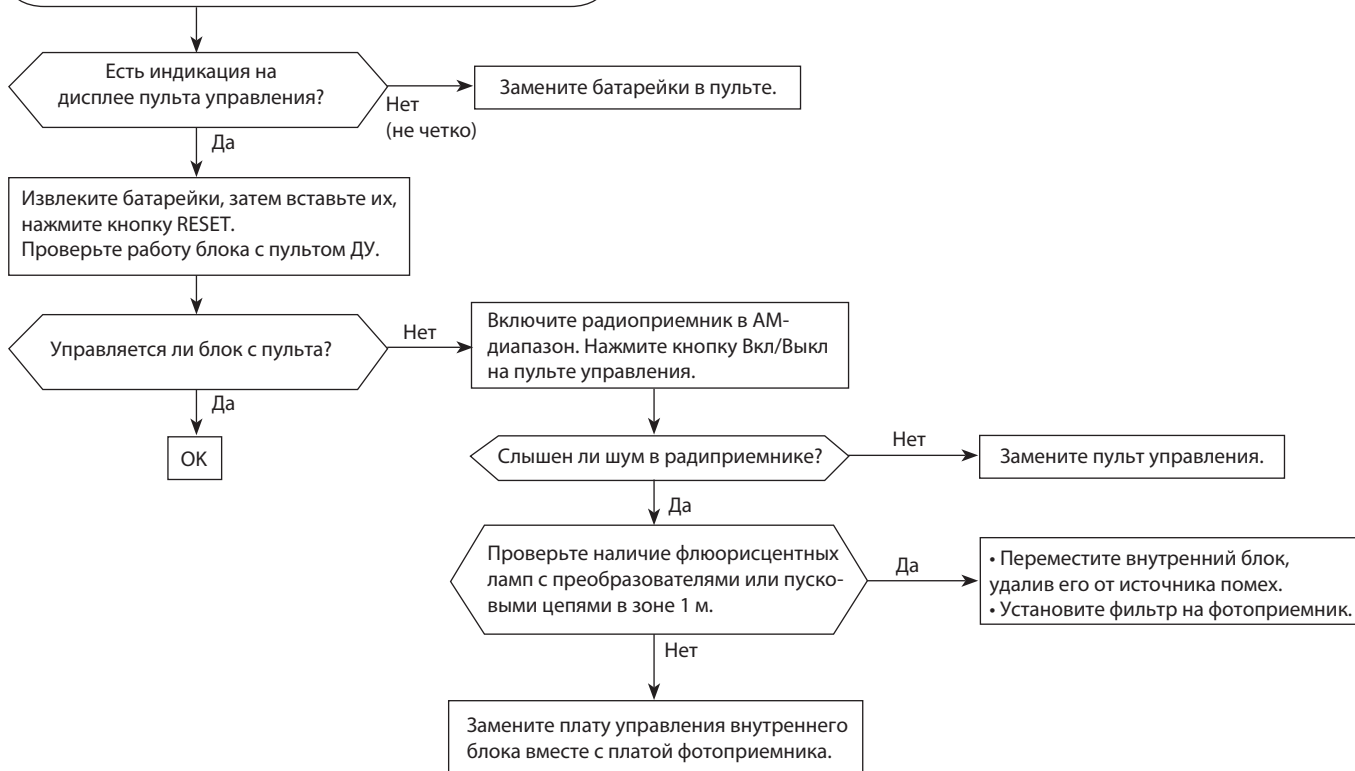 Есть индикация на
дисплее пульта управления?
Нет
(не четко)
Замените батарейки в пульте.
Да
Извлеките батарейки, затем вставьте их,
нажмите кнопку RESET.
Проверьте работу блока с пультом ДУ.
Управляется ли блок с пульта?
Нет
Включите радиоприемник в АМ-
диапазон. Нажмите кнопку Вкл/Выкл
на пульте управления.
Да
OK
Слышен ли шум в радиприемнике?
Нет
Замените пульт управления.
Да
Проверьте наличие флюорисцентных
ламп с преобразователями или пуско-
выми цепями в зоне 1 м.
Да
• Переместите внутренний блок,
удалив его от источника помех.
• Установите фильтр на фотоприемник.
Нет
Замените плату управления внутреннего
блока вместе с платой фотоприемника.